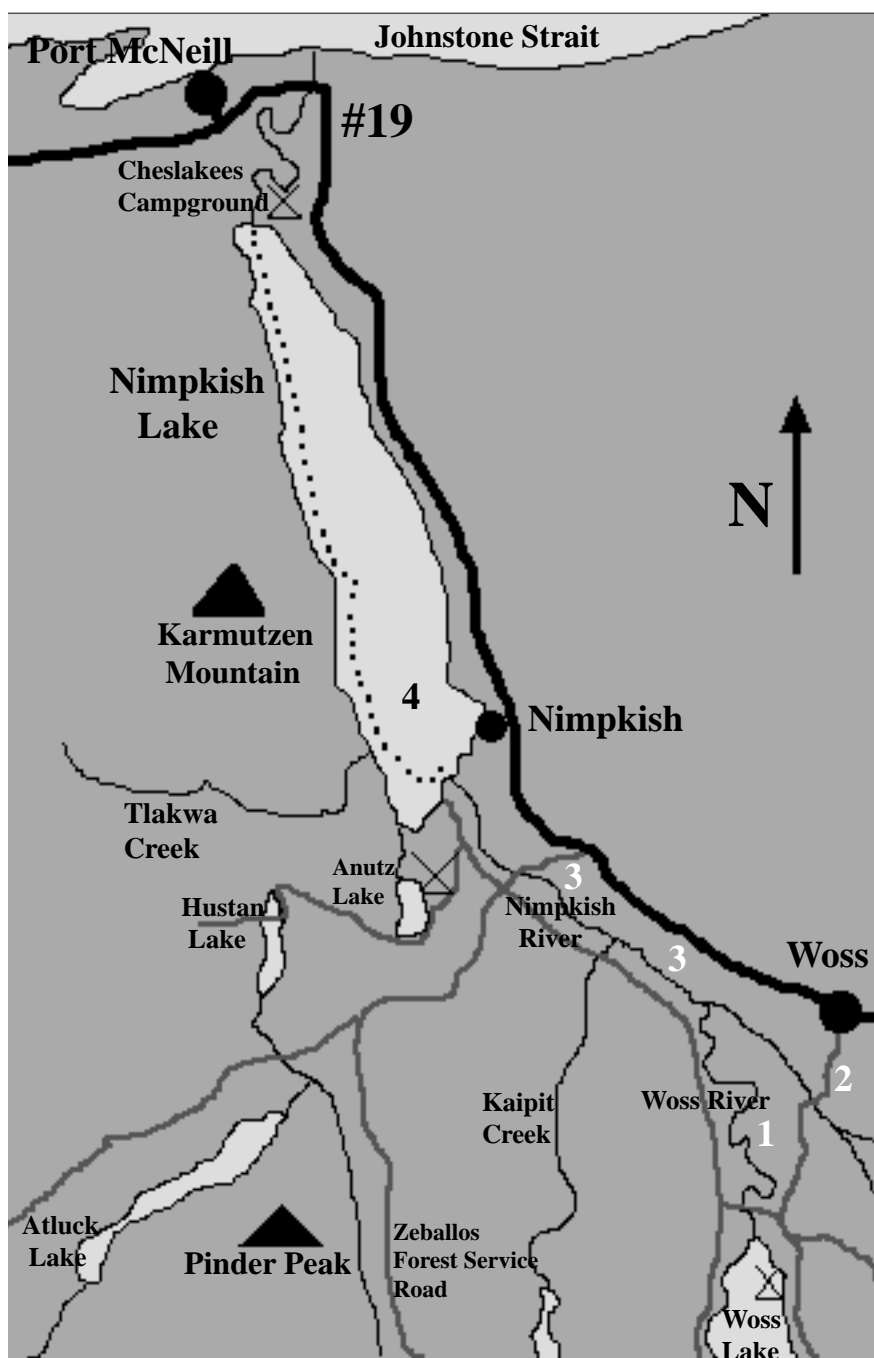 Johnstone Strait
Port McNeill
#19
Cheslakees
Campground
Nimpkish
Lake
N
Karmutzen
Mountain
4
Nimpkish
Tlakwa
Creek
Anutz
Lake
3
Hustan
Lake
Nimpkish
River
3
Woss
2
Kaipit
Creek
Woss River
1
Atluck
Lake
Pinder Peak
Zeballos
Forest Service
Road
Woss
Lake